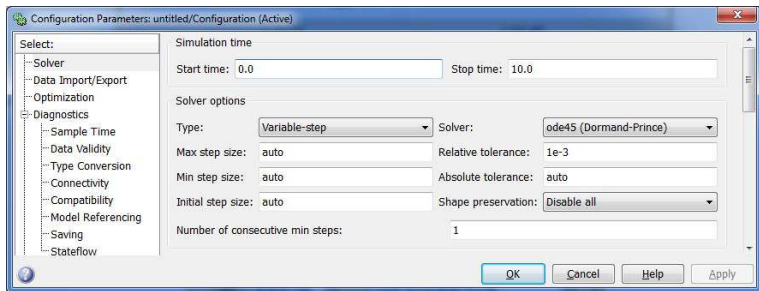 Configuration Parameters: untitled/Configuration (Active)
Select:
Solver
Data Import/Export
Optimization
Diagnostics
Sample Time
Data Validity
Type Conversion
Connectivity
Compatibility
Model Referencing
Saving
Stateflow
Simulation time
Start time: 0.0 Stop time: 10.0
Solver options
Type: Variable-step Solver: ode45 (Dormand-Prince)
Max step size: auto Relative tolerance: 1e-3
Min step size: auto Absolute tolerance: auto
Initial step size: auto Shape preservation: Disable all
Number of consecutive min steps: 1
OK Cancel Help Apply